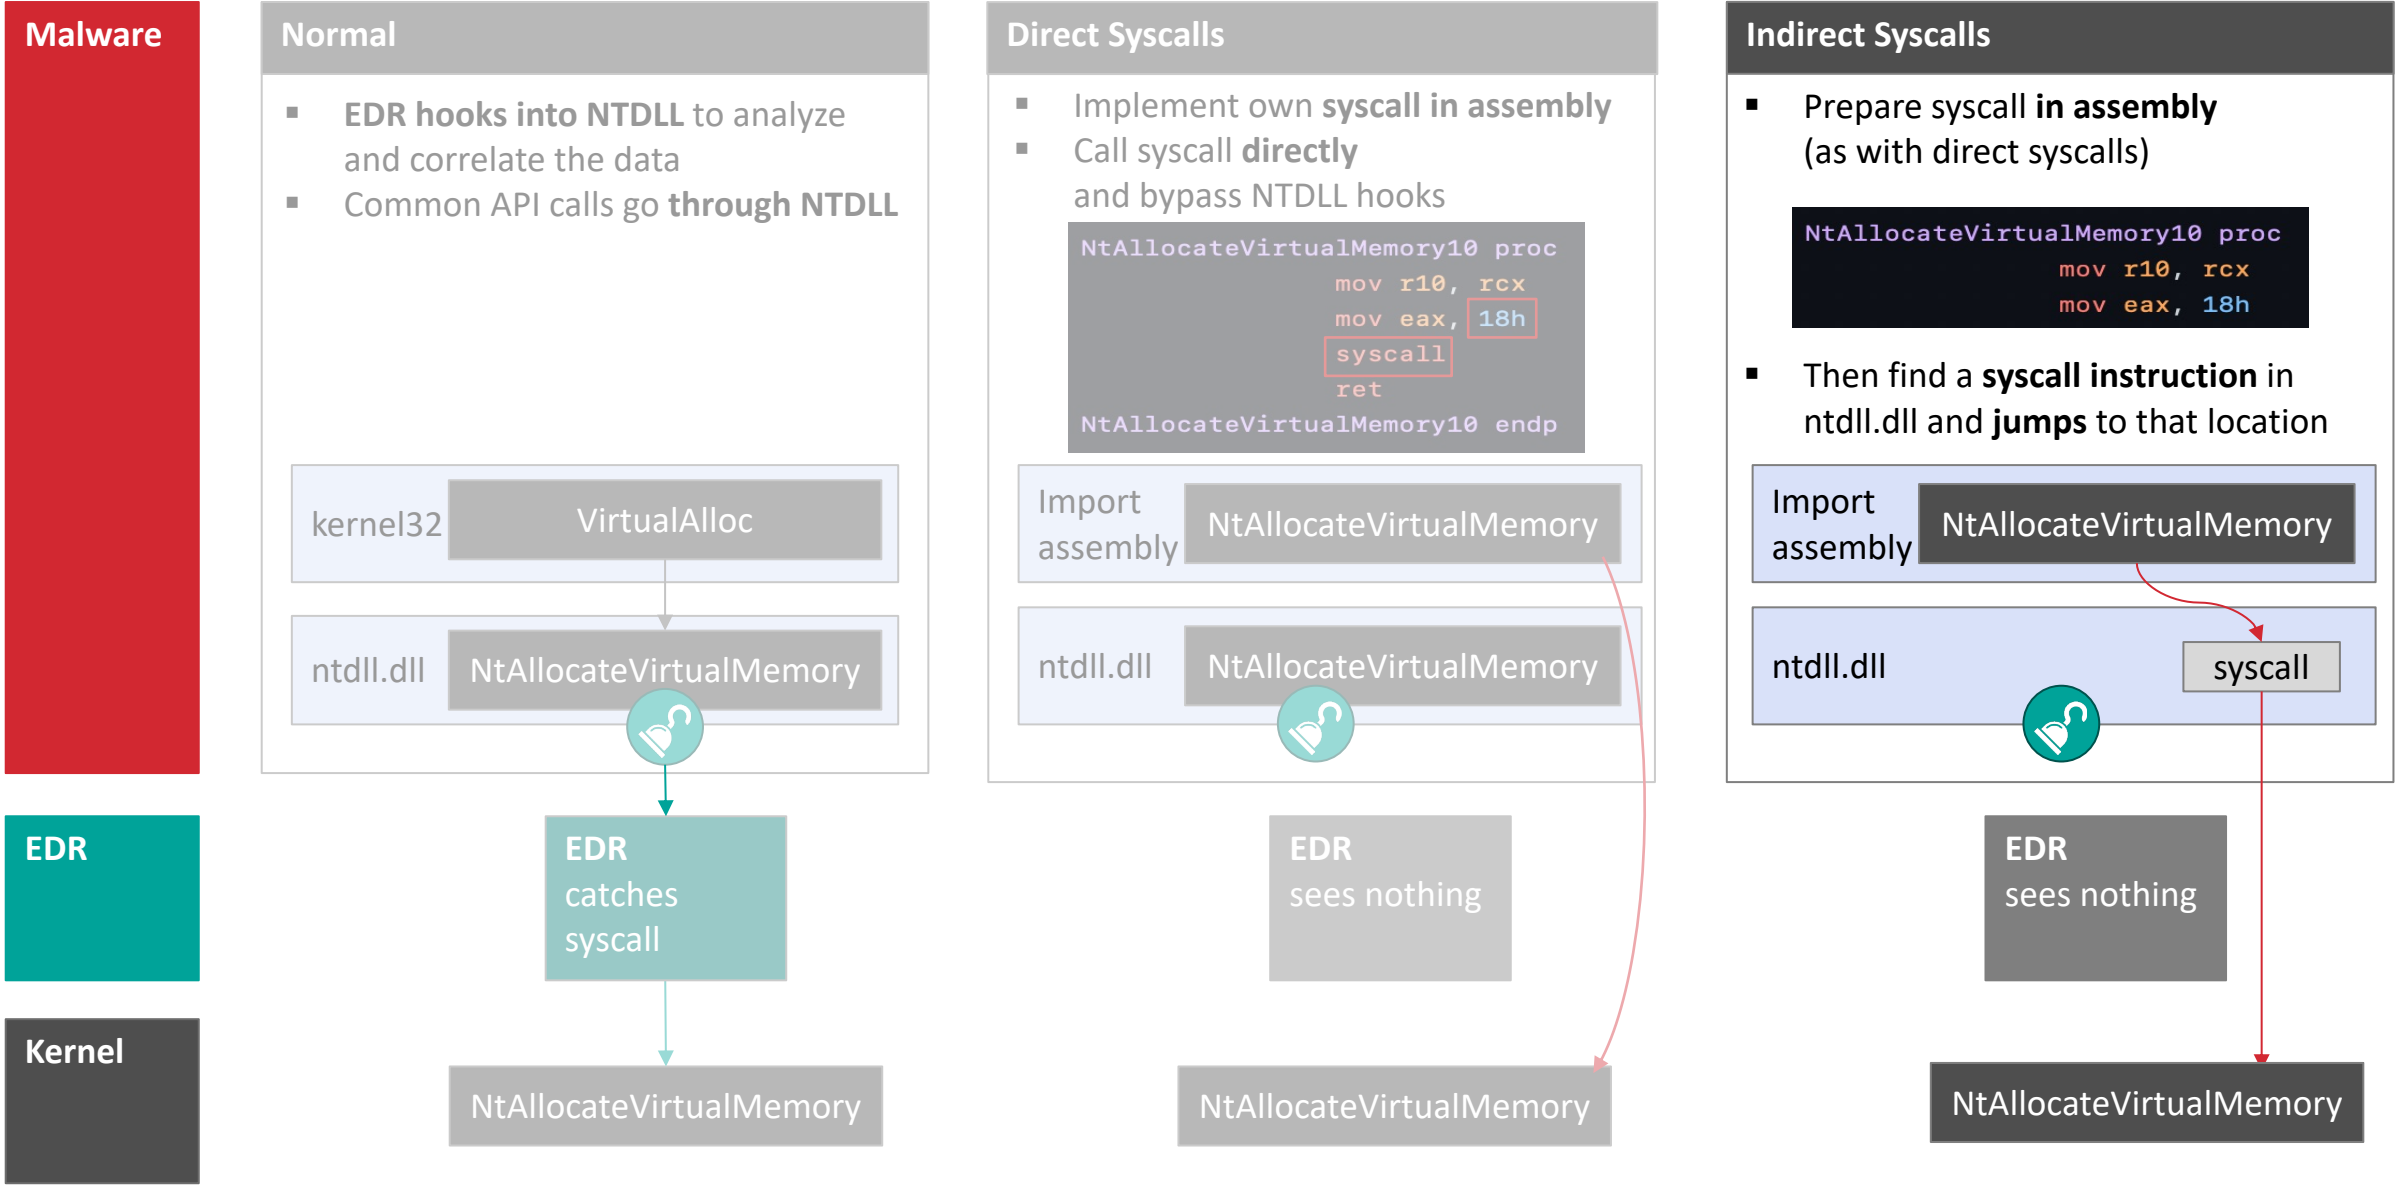 Malware
EDR
Kernel
Normal
▪ EDR hooks into NTDLL to analyze
and correlate the data
▪ Common API calls go through NTDLL
kernel32
VirtualAlloc
ntdll.dll
NtAllocateVirtualMemory
EDR
catches
syscall
NtAllocateVirtualMemory
Direct Syscalls
▪ Implement own syscall in assembly
▪ Call syscall directly
and bypass NTDLL hooks
NtAllocateVirtualMemory10 proc
mov r10, rcx
mov eax, 18h
syscall
ret
NtAllocateVirtualMemory10 endp
Import
assembly
NtAllocateVirtualMemory
ntdll.dll
NtAllocateVirtualMemory
EDR
sees nothing
NtAllocateVirtualMemory
Indirect Syscalls
▪ Prepare syscall in assembly
(as with direct syscalls)
NtAllocateVirtualMemory10 proc
mov r10, rcx
mov eax, 18h
▪ Then find a syscall instruction in
ntdll.dll and jumps to that location
Import
assembly
NtAllocateVirtualMemory
ntdll.dll
syscall
EDR
sees nothing
NtAllocateVirtualMemory